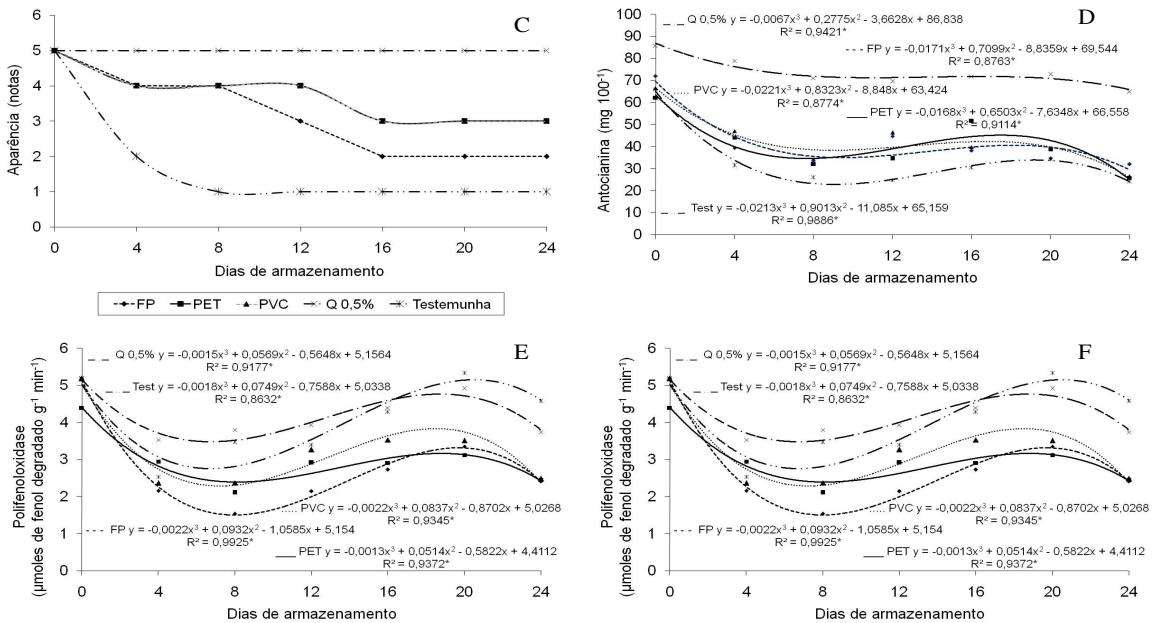 C
Aparência (notas)
6
5
4
3
2
1
0
0 4 8 12 16 20 24
Dias de armazenamento
D
Antocianina (mg 100⁻¹)
100
90
80
70
60
50
40
30
20
10
0
Q 0,5% y = -0,0067x³ + 0,2775x² - 3,6628x + 86,838
R² = 0,9421*
FP y = -0,0171x³ + 0,7099x² - 8,8359x + 69,544
R² = 0,8763*
PVC y = -0,0221x³ + 0,8323x² - 8,848x + 63,424
R² = 0,8774*
PET y = -0,0168x³ + 0,6503x² - 7,6348x + 66,558
R² = 0,9114*
Test y = -0,0213x³ + 0,9013x² - 11,085x + 65,159
R² = 0,9886*
0 4 8 12 16 20 24
Dias de armazenamento
FP PET PVC Q 0,5% Testemunha
E
Polifenoloxidase
(µmoles de fenol degradado g⁻¹ min⁻¹)
6
5
4
3
2
1
0
Q 0,5% y = -0,0015x³ + 0,0569x² - 0,5648x + 5,1564
R² = 0,9177*
Test y = -0,0018x³ + 0,0749x² - 0,7588x + 5,0338
R² = 0,8632*
PVC y = -0,0022x³ + 0,0837x² - 0,8702x + 5,0268
R² = 0,9345*
FP y = -0,0022x³ + 0,0932x² - 1,0585x + 5,154
R² = 0,9925*
PET y = -0,0013x³ + 0,0514x² - 0,5822x + 4,4112
R² = 0,9372*
0 4 8 12 16 20 24
Dias de armazenamento
F
Polifenoloxidase
(µmoles de fenol degradado g⁻¹ min⁻¹)
6
5
4
3
2
1
0
Q 0,5% y = -0,0015x³ + 0,0569x² - 0,5648x + 5,1564
R² = 0,9177*
Test y = -0,0018x³ + 0,0749x² - 0,7588x + 5,0338
R² = 0,8632*
PVC y = -0,0022x³ + 0,0837x² - 0,8702x + 5,0268
R² = 0,9345*
FP y = -0,0022x³ + 0,0932x² - 1,0585x + 5,154
R² = 0,9925*
PET y = -0,0013x³ + 0,0514x² - 0,5822x + 4,4112
R² = 0,9372*
0 4 8 12 16 20 24
Dias de armazenamento